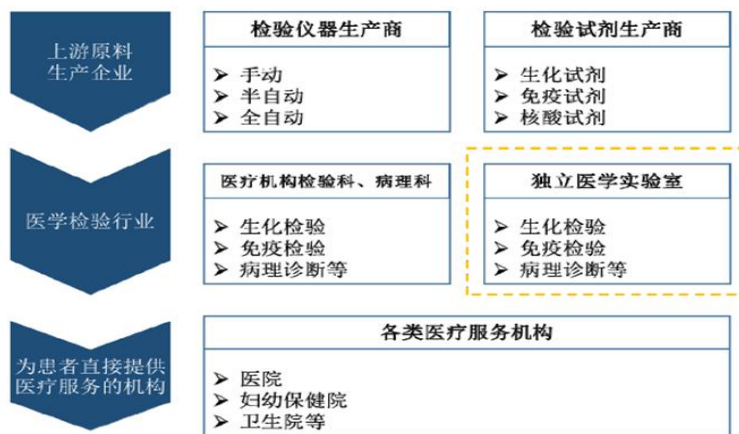 上游原料
生产企业
检验仪器生产商
➢ 手动
➢ 半自动
➢ 全自动
检验试剂生产商
➢ 生化试剂
➢ 免疫试剂
➢ 核酸试剂
医学检验行业
医疗机构检验科、病理科
➢ 生化检验
➢ 免疫检验
➢ 病理诊断等
独立医学实验室
➢ 生化检验
➢ 免疫检验
➢ 病理诊断等
为患者直接提供
医疗服务的机构
各类医疗服务机构
➢ 医院
➢ 妇幼保健院
➢ 卫生院等